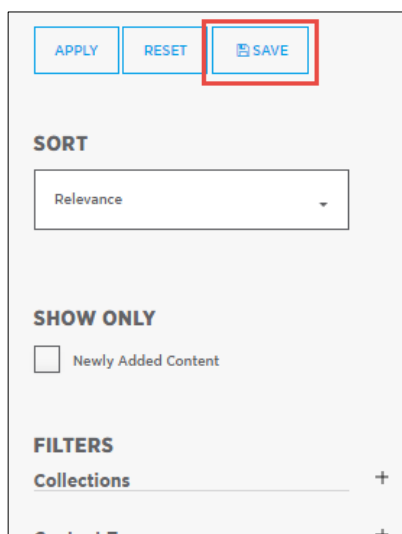 APPLY RESET SAVE
SORT
Relevance
SHOW ONLY
Newly Added Content
FILTERS
Collections +